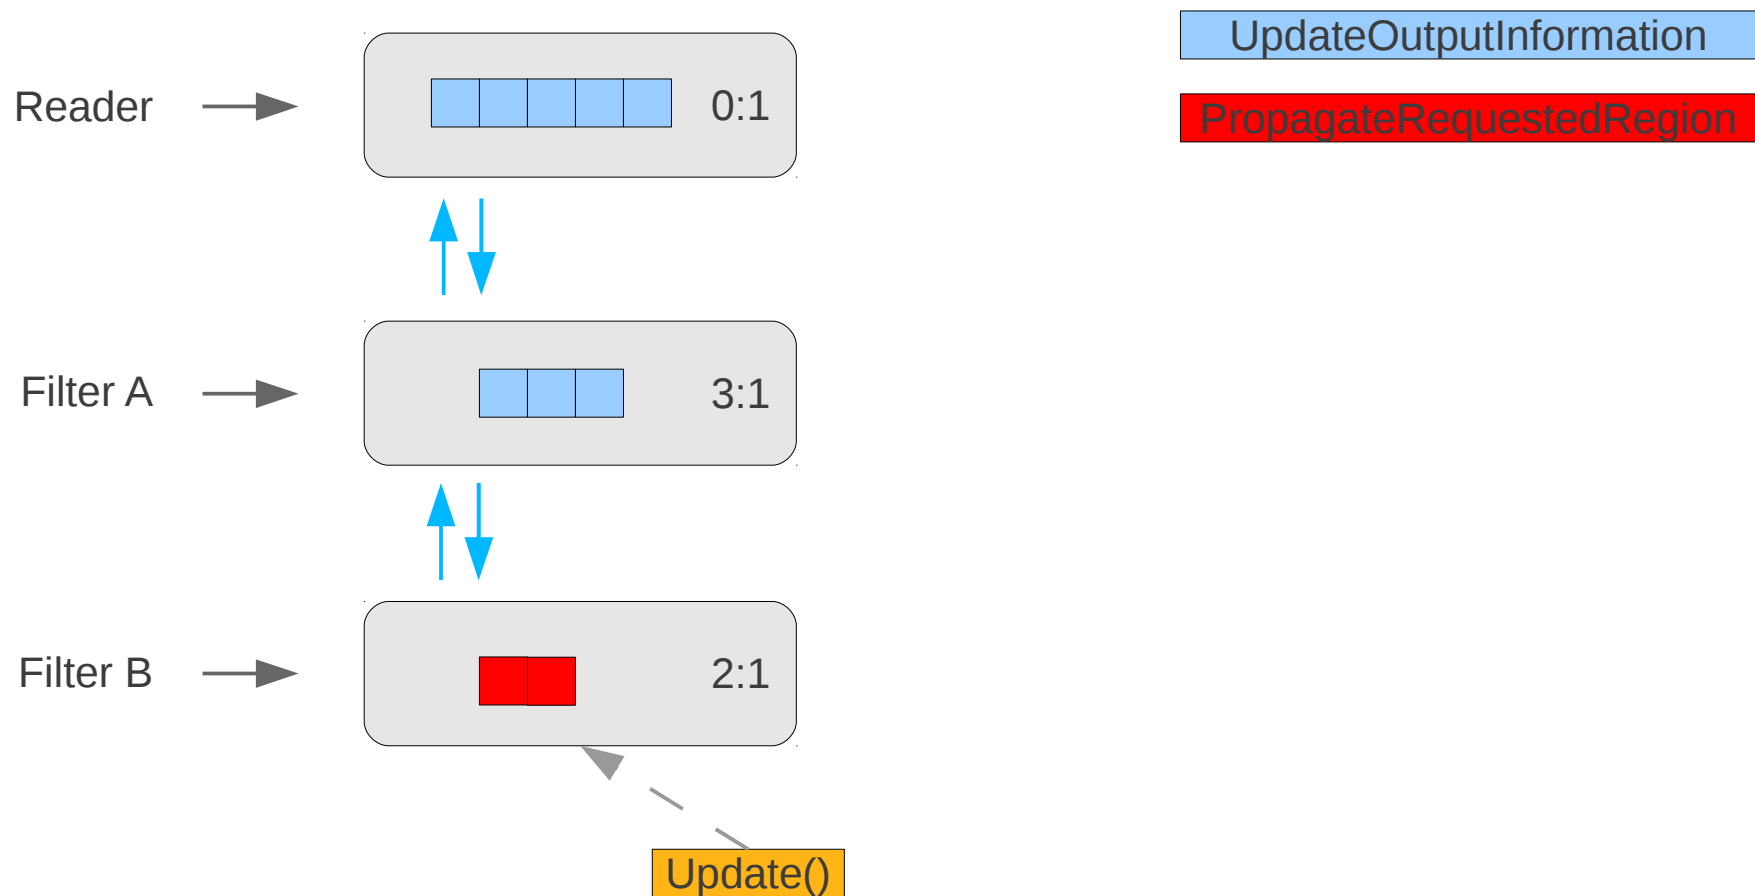 UpdateOutputInformation
Reader
0:1
PropagateRequestedRegion
Filter A
3:1
Filter B
2:1
Update()